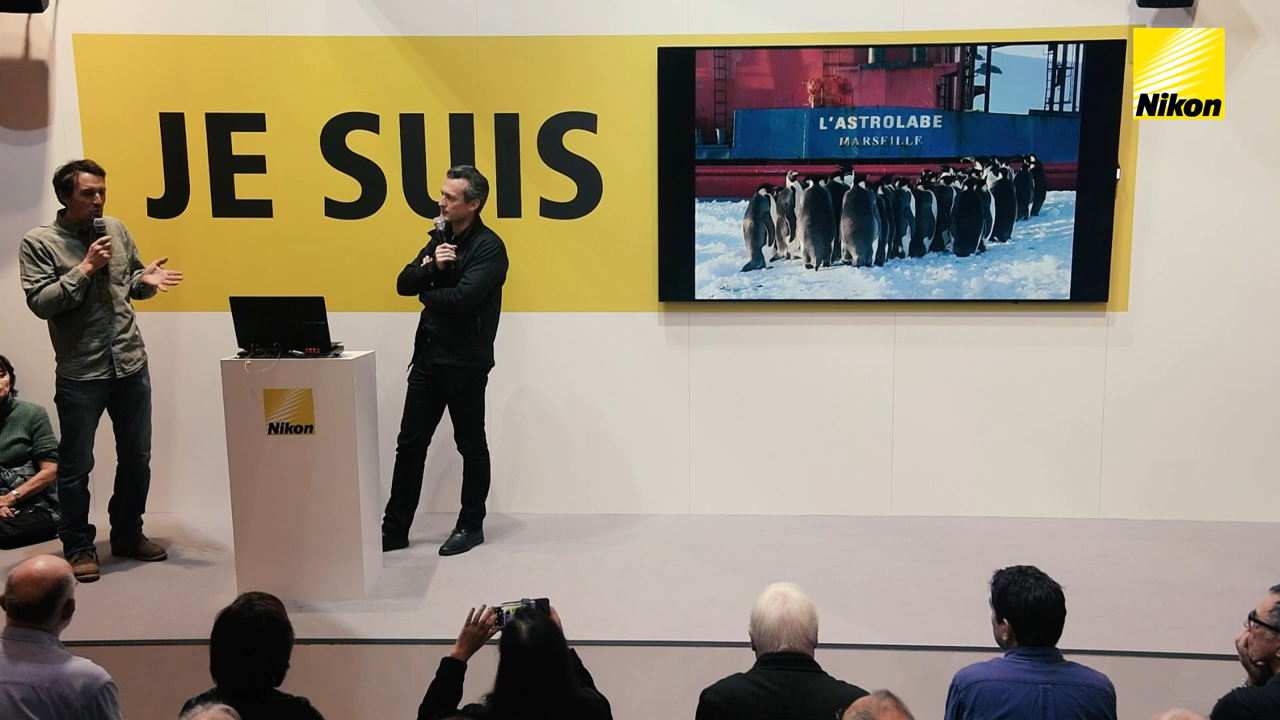 JE SUIS
L'ASTROLABE
MARSEILLE
Nikon
Nikon